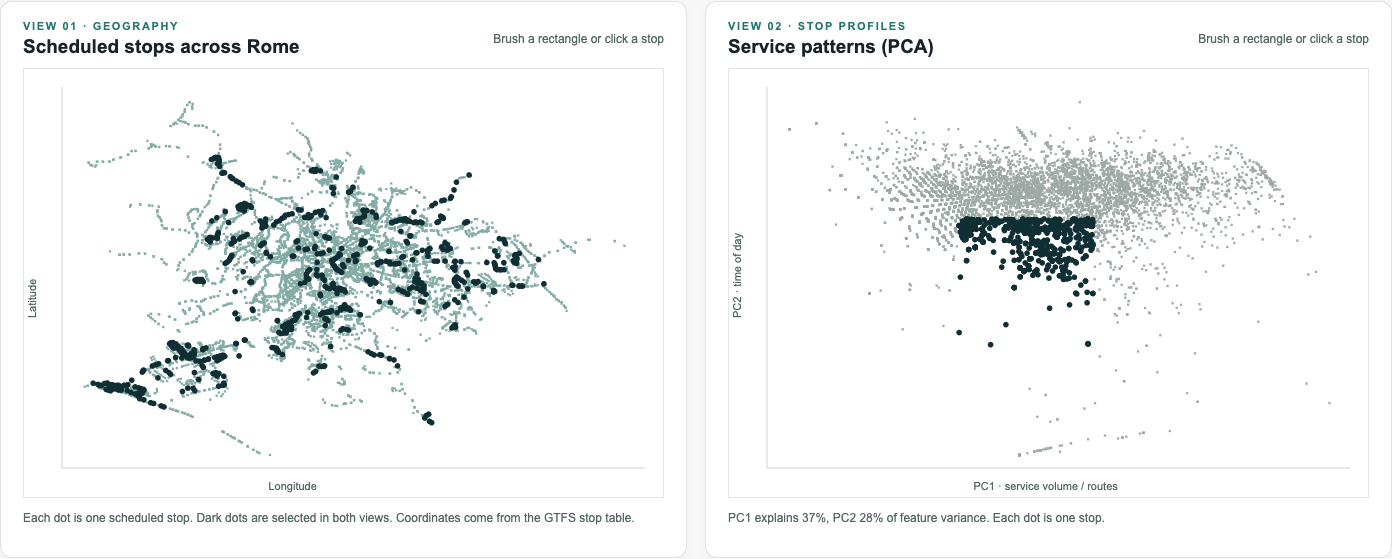 VIEW 01 · GEOGRAPHY
Scheduled stops across Rome
Brush a rectangle or click a stop
Latitude
Longitude
Each dot is one scheduled stop. Dark dots are selected in both views. Coordinates come from the GTFS stop table.
VIEW 02 · STOP PROFILES
Service patterns (PCA)
Brush a rectangle or click a stop
PC2 · time of day
PC1 · service volume / routes
PC1 explains 37%, PC2 28% of feature variance. Each dot is one stop.